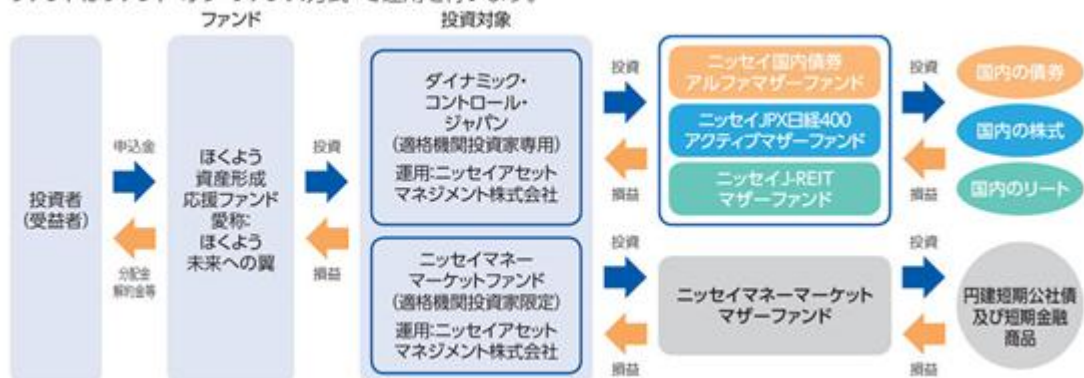 ファンド
投資対象
投資者
(受益者)
申込金
分配金
解約金等
ほくよう
資産形成
応援ファンド
愛称:
ほくよう
未来への翼
投資
損益
ダイナミック・
コントロール・
ジャパン
(適格機関投資家専用)
運用:ニッセイアセット
マネジメント株式会社
ニッセイマネー
マーケットファンド
(適格機関投資家限定)
運用:ニッセイアセット
マネジメント株式会社
投資
損益
ニッセイ国内債券
アルファマザーファンド
ニッセイJPX日経400
アクティブマザーファンド
ニッセイJ-REIT
マザーファンド
投資
損益
国内の債券
国内の株式
国内のリート
投資
損益
ニッセイマネーマーケット
マザーファンド
投資
損益
円建短期公社債
及び短期金融
商品